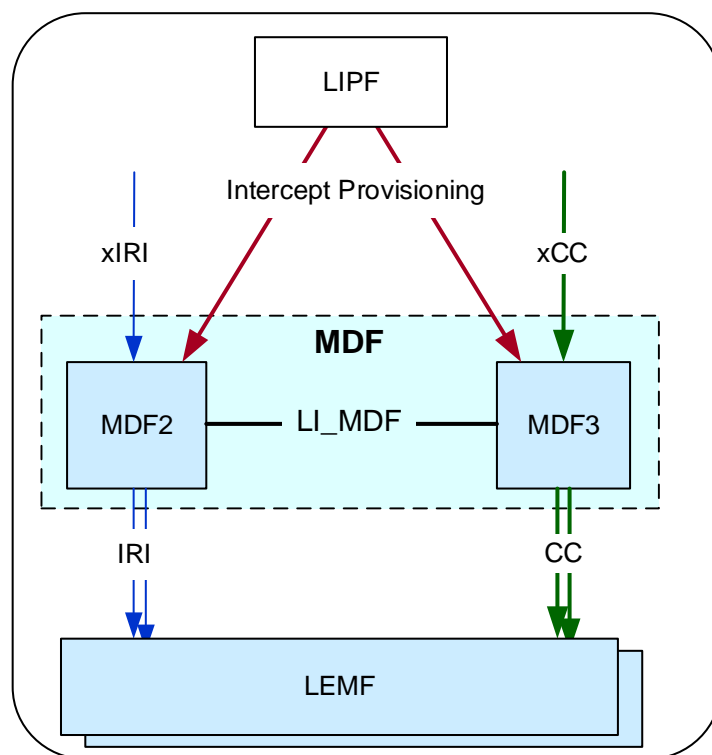 LIPF
Intercept Provisioning
xIRI
xCC
MDF
MDF2
LI_MDF
MDF3
IRI
CC
LEMF